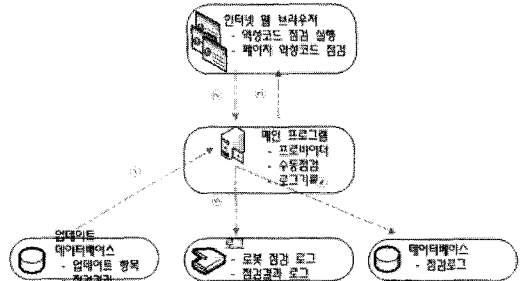 인터넷 웹 브라우저
- 악성코드 점검 실행
- 페이지 악성코드 점검
메인 프로그램
- 프로바이더
- 수동점검
- 로그기록
업데이트
데이터베이스
- 업데이트 항목
- 점검결과
로그
- 로봇 점검 로그
- 점검결과 로그
데이터베이스
- 점검로그